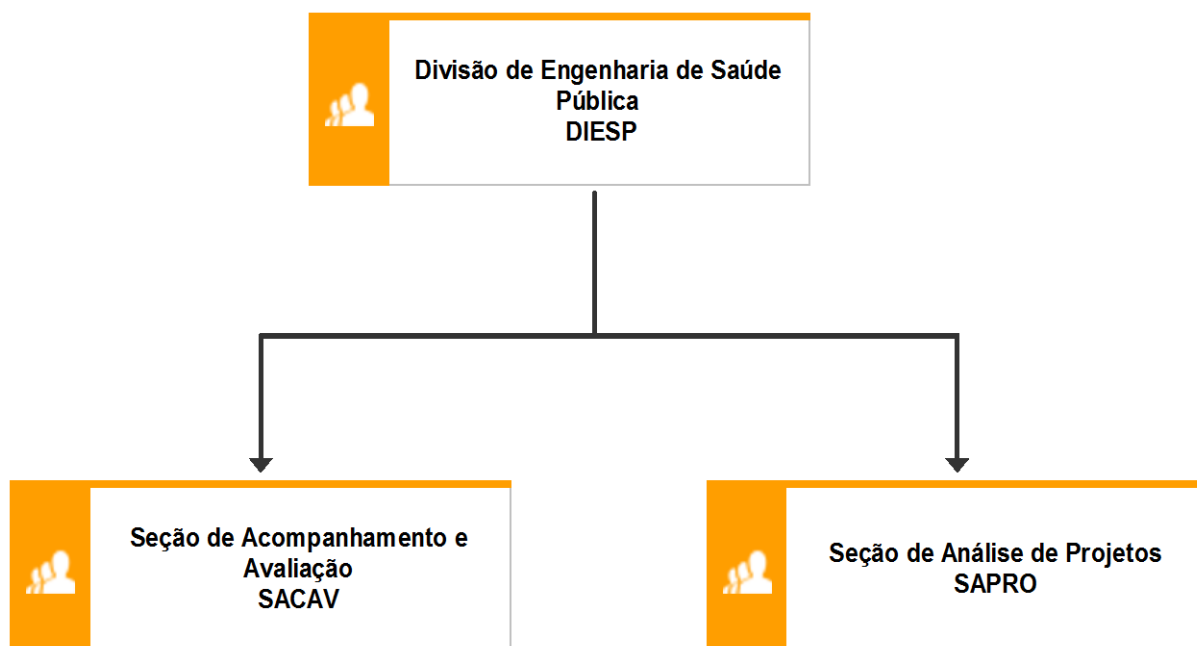 Divisão de Engenharia de Saúde
Pública
DIESP
Seção de Acompanhamento e
Avaliação
SACAV
Seção de Análise de Projetos
SAPRO